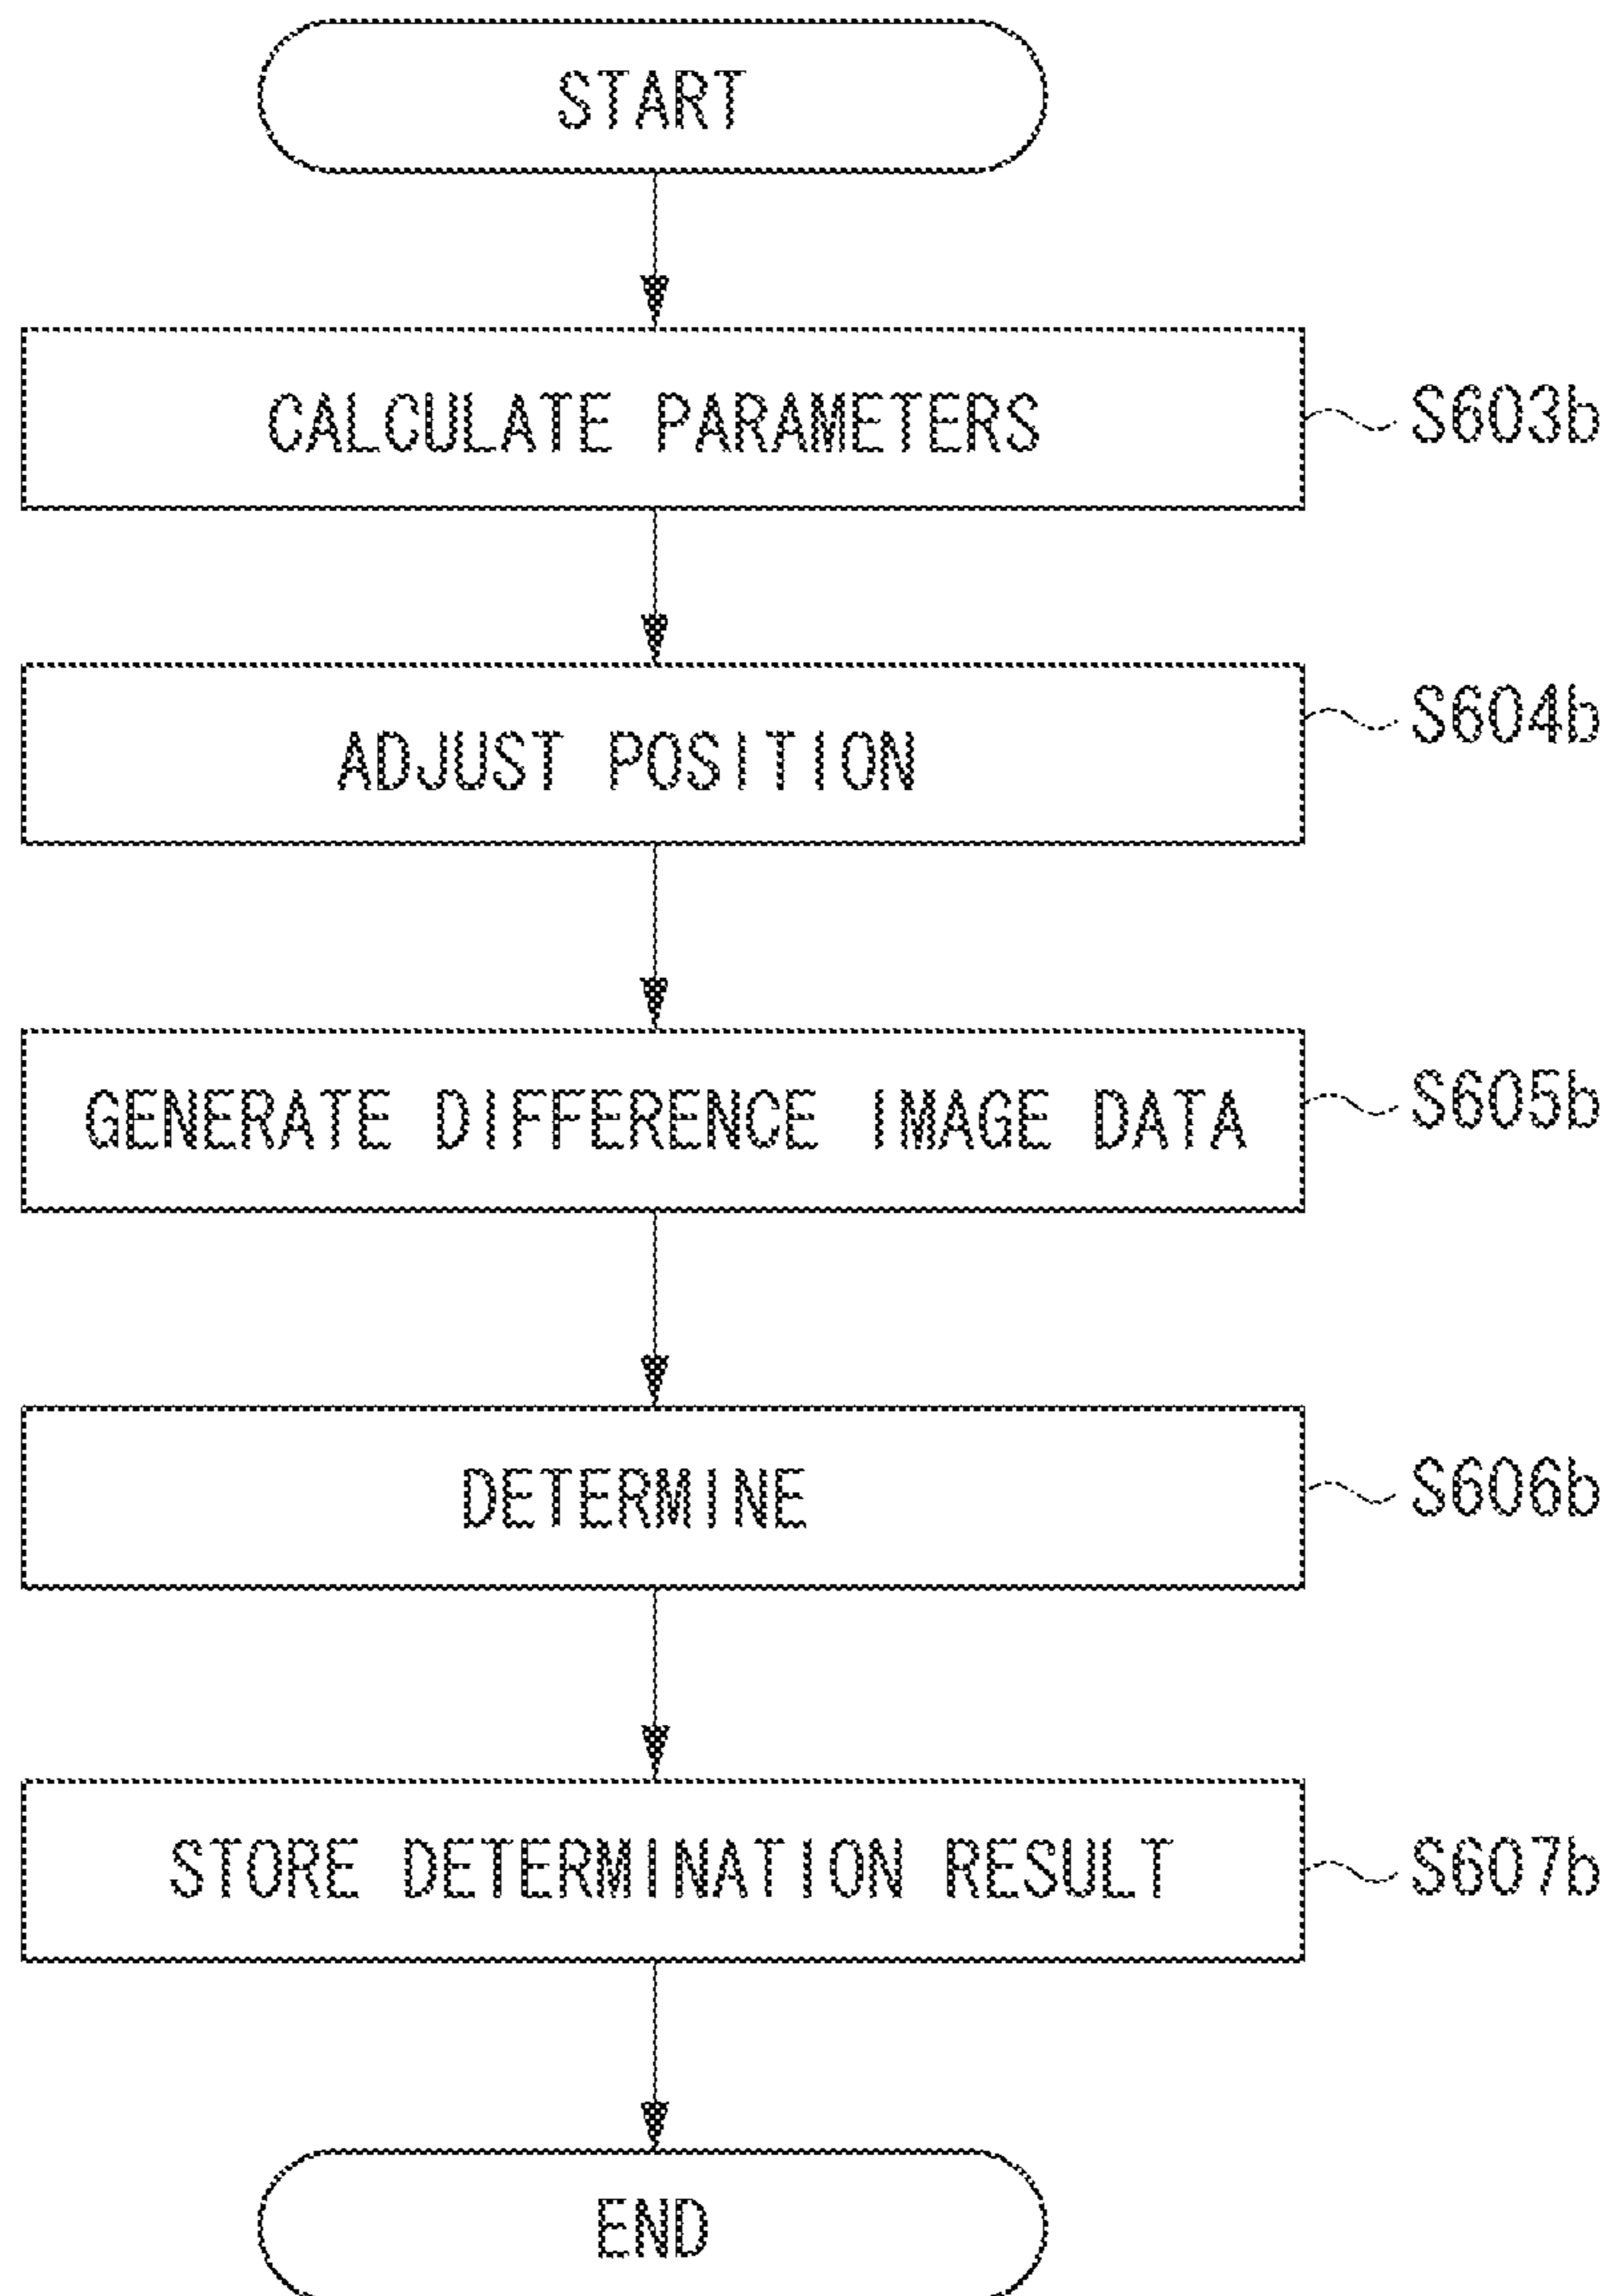 START
CALCULATE PARAMETERS
S603b
ADJUST POSITION
S604b
GENERATE DIFFERENCE IMAGE DATA
S605b
DETERMINE
S606b
STORE DETERMINATION RESULT
S607b
END